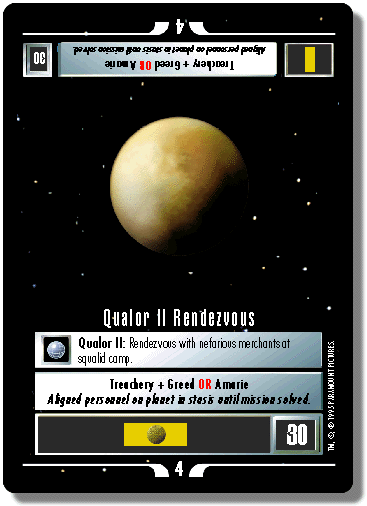 4
Treachery + Greed OR Amarie
Aligned personnel on planet in stasis until mission solved.
OC
Qualor II Rendezvous
Qualor II: Rendezvous with nefarious merchants at
squalid camp.
Treachery + Greed OR Amarie
Aligned personnel on planet in stasis until mission solved.
30
4
TM, ®, © 1995 PARAMOUNT PICTURES.